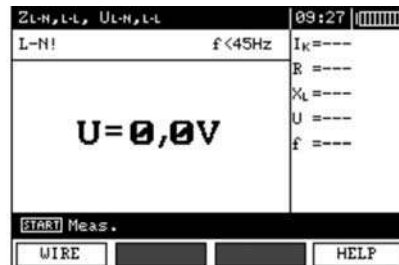 ZL-N,L-L, UL-N,L-L 09:27
L-N! f<45Hz
IK=---
R =---
XL=---
U =---
f =---
U=0,0V
START Meas.
WIRE HELP